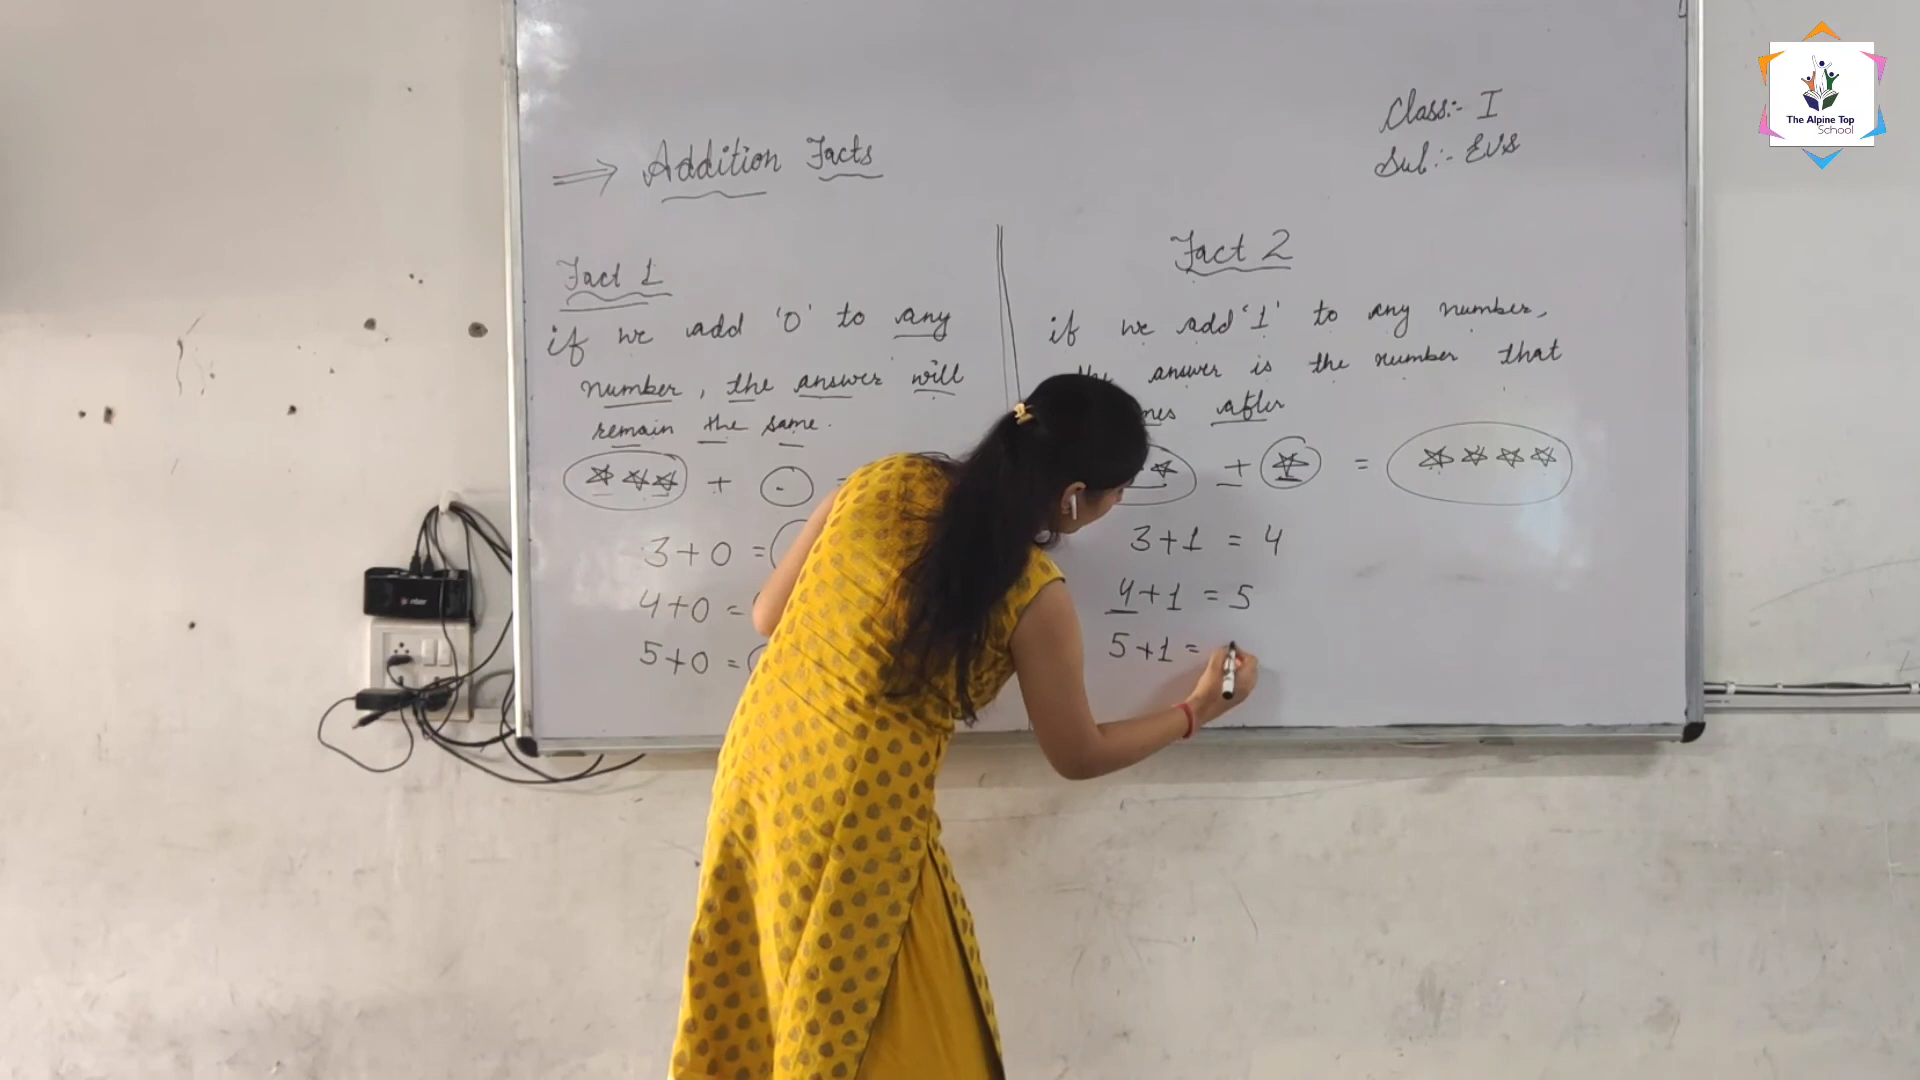 The Alpine Top
School
Class:- I
Sub:- EVS
⇒ Addition Facts
Fact 1
if we add '0' to any
number, the answer will
remain the same.
+
3+0 =
4+0 =
5+0 =
Fact 2
if we add '1' to any number,
answer is the number that
after
+ =
3+1 = 4
4+1 = 5
5+1 =